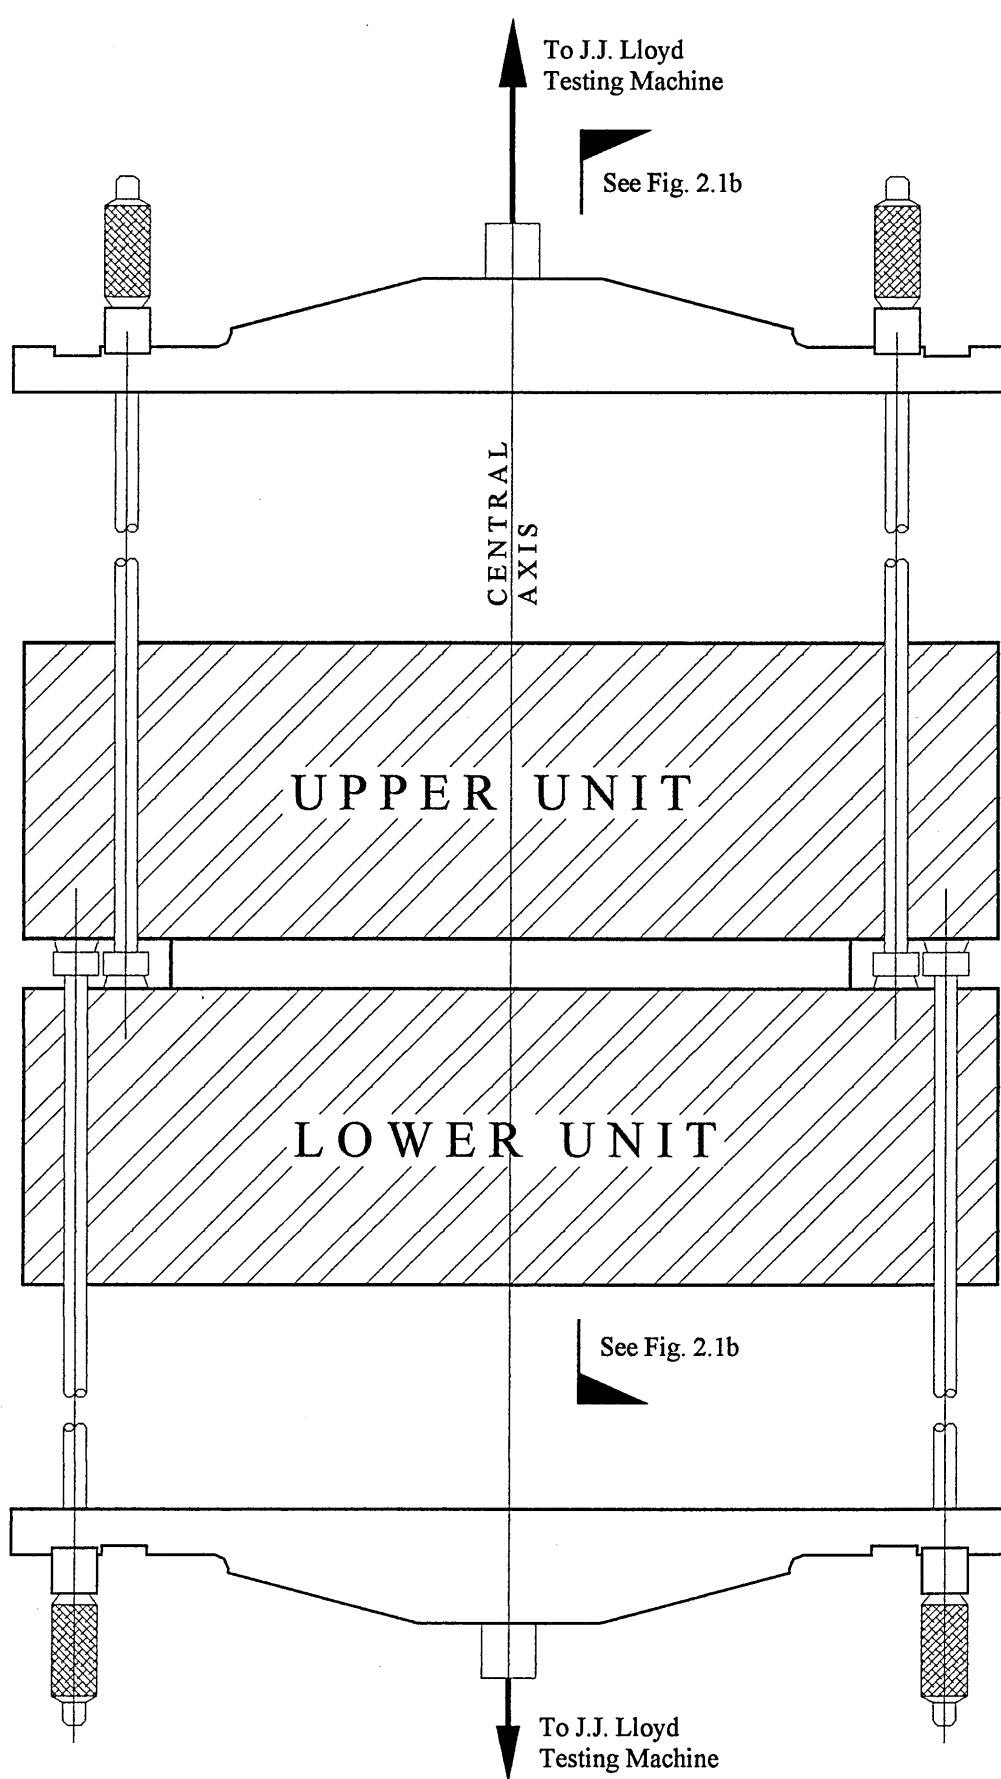 To J.J. Lloyd
Testing Machine
See Fig. 2.1b
CENTRAL
AXIS
UPPER UNIT
LOWER UNIT
See Fig. 2.1b
To J.J. Lloyd
Testing Machine